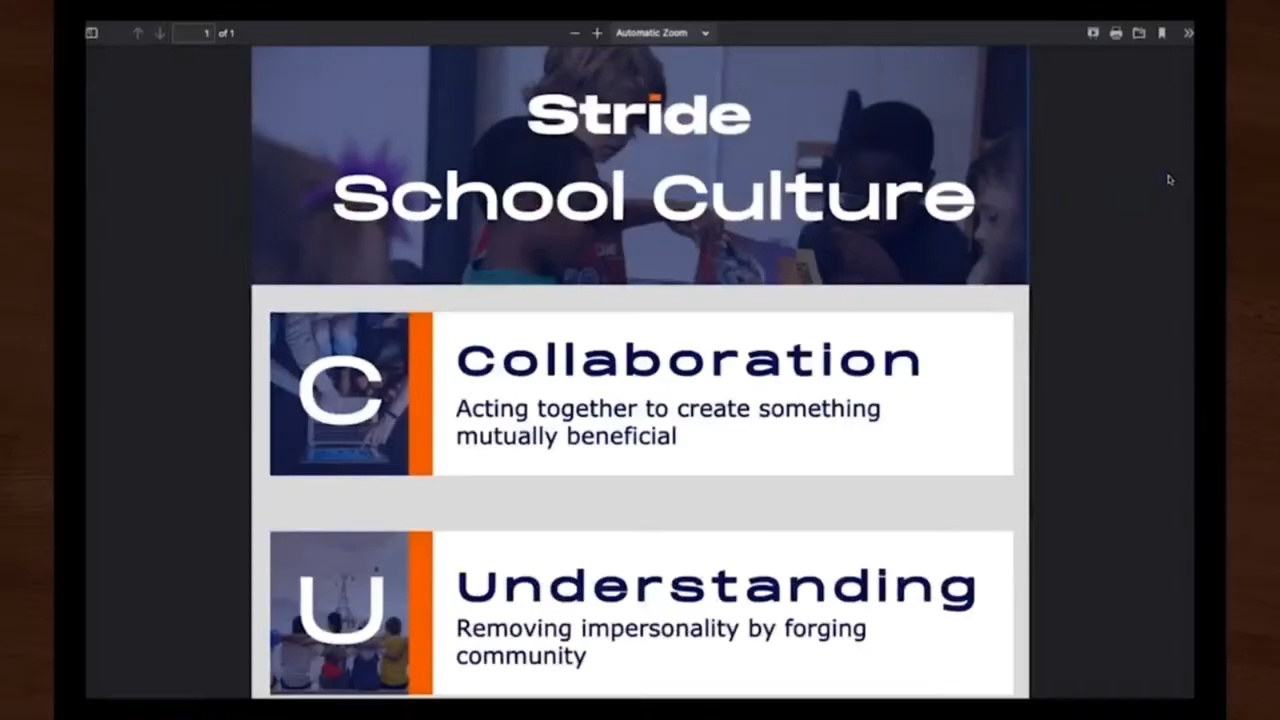 1 of 1
Automatic Zoom
Stride
School Culture
C
Collaboration
Acting together to create something
mutually beneficial
U
Understanding
Removing impersonality by forging
community